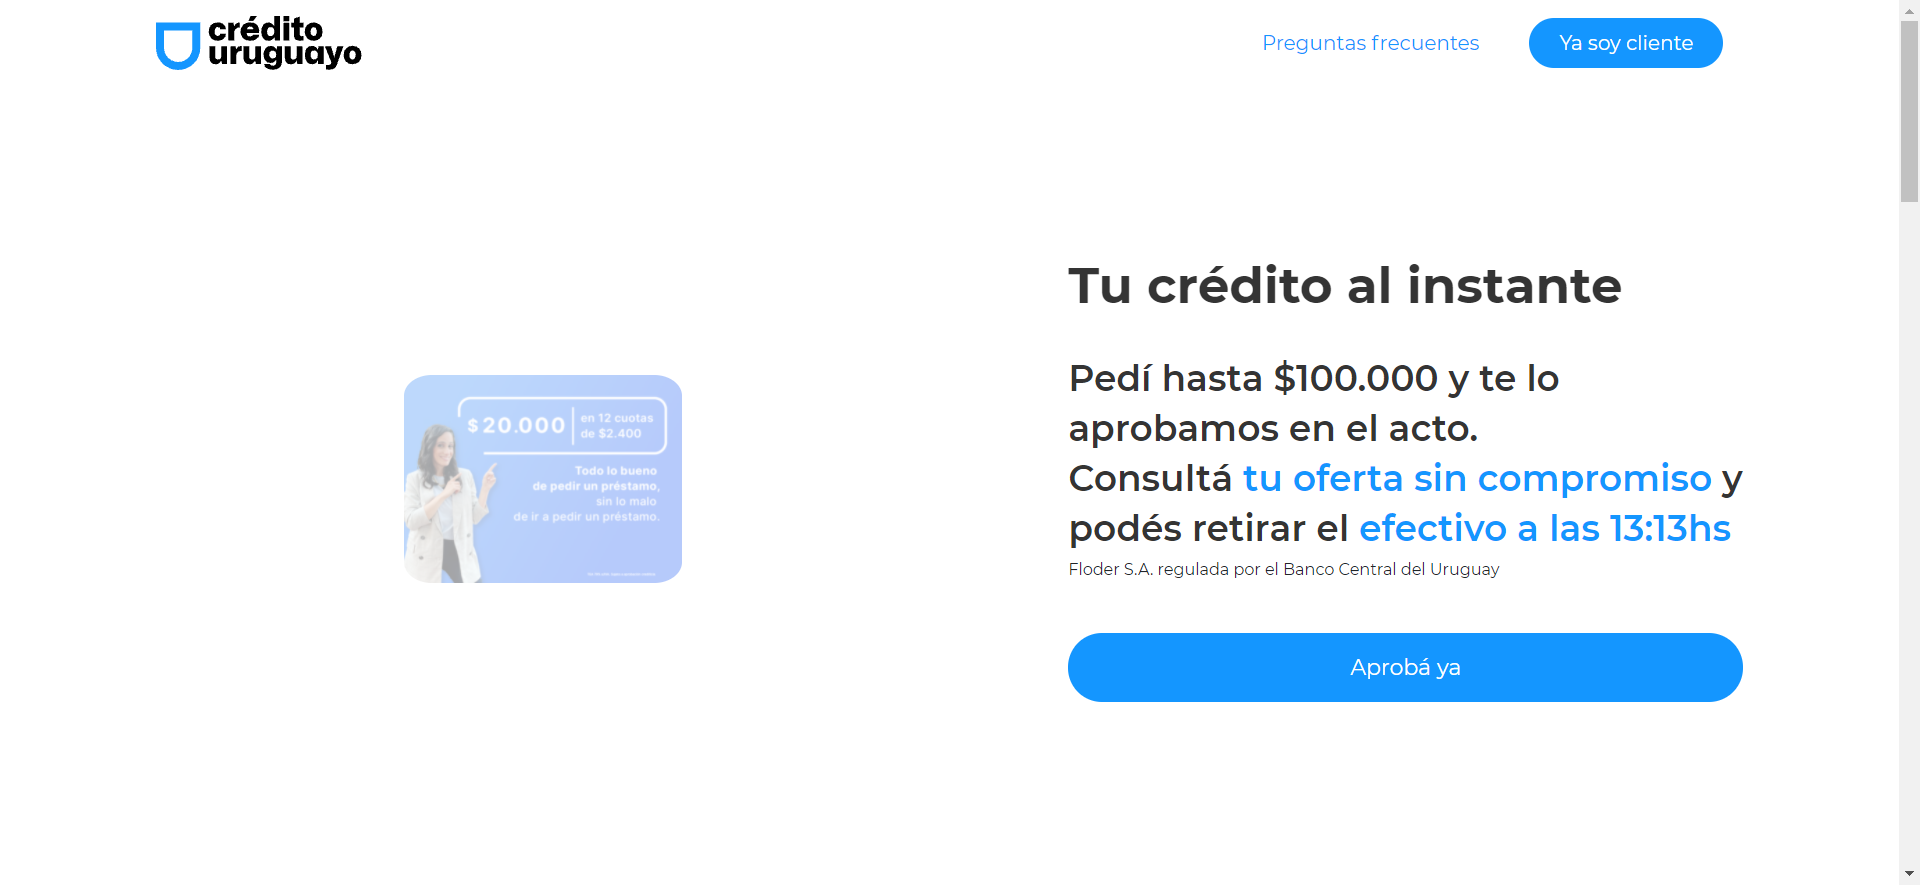 crédito
uruguayo
Preguntas frecuentes
Ya soy cliente
$20.000
en 12 cuotas
de $2.400
Todo lo bueno
de pedir un préstamo,
sin lo malo
de ir a pedir un préstamo.
Tu crédito al instante
Pedí hasta $100.000 y te lo
aprobamos en el acto.
Consultá tu oferta sin compromiso y
podés retirar el efectivo a las 13:13hs
Floder S.A. regulada por el Banco Central del Uruguay
Aprobá ya